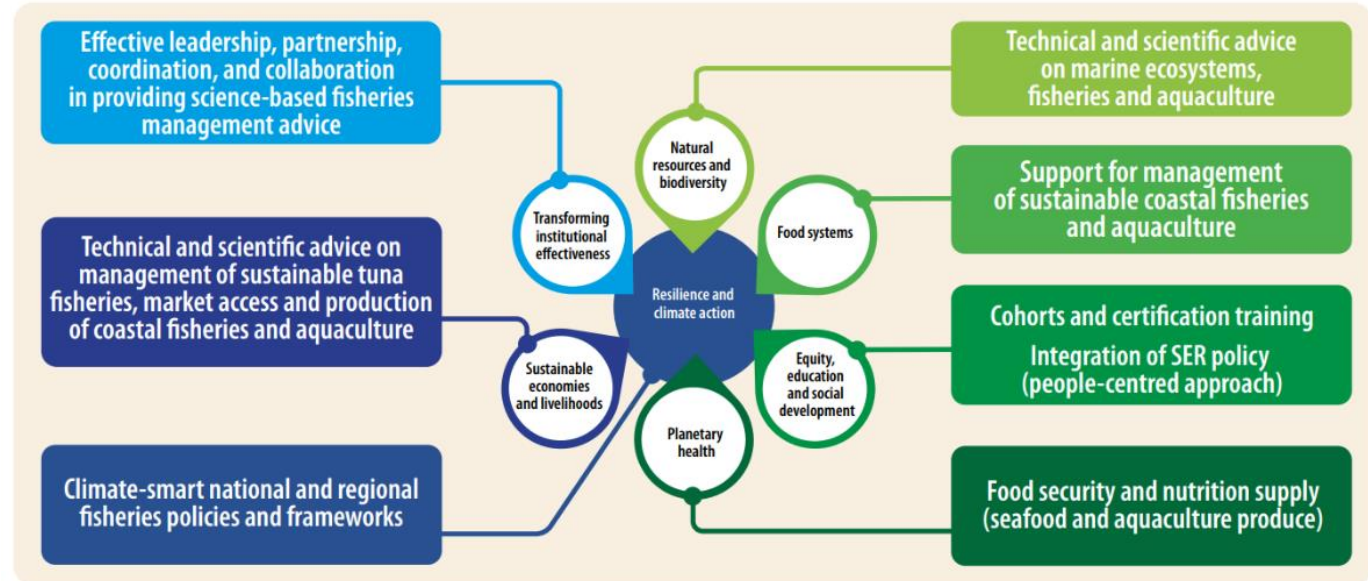 Effective leadership, partnership,
coordination, and collaboration
in providing science-based fisheries
management advice
Technical and scientific advice on
management of sustainable tuna
fisheries, market access and production
of coastal fisheries and aquaculture
Climate-smart national and regional
fisheries policies and frameworks
Natural
resources and
biodiversity
Transforming
institutional
effectiveness
Food systems
Resilience and
climate action
Sustainable
economies
and livelihoods
Equity,
education
and social
development
Planetary
health
Technical and scientific advice
on marine ecosystems,
fisheries and aquaculture
Support for management
of sustainable coastal fisheries
and aquaculture
Cohorts and certification training
Integration of SER policy
(people-centred approach)
Food security and nutrition supply
(seafood and aquaculture produce)